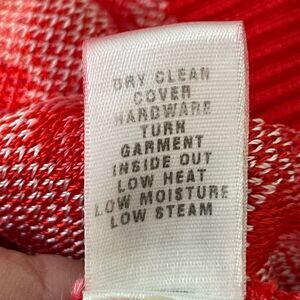 DRY CLEAN
COVER
HARDWARE
TURN
GARMENT
INSIDE OUT
LOW HEAT
LOW MOISTURE
LOW STEAM